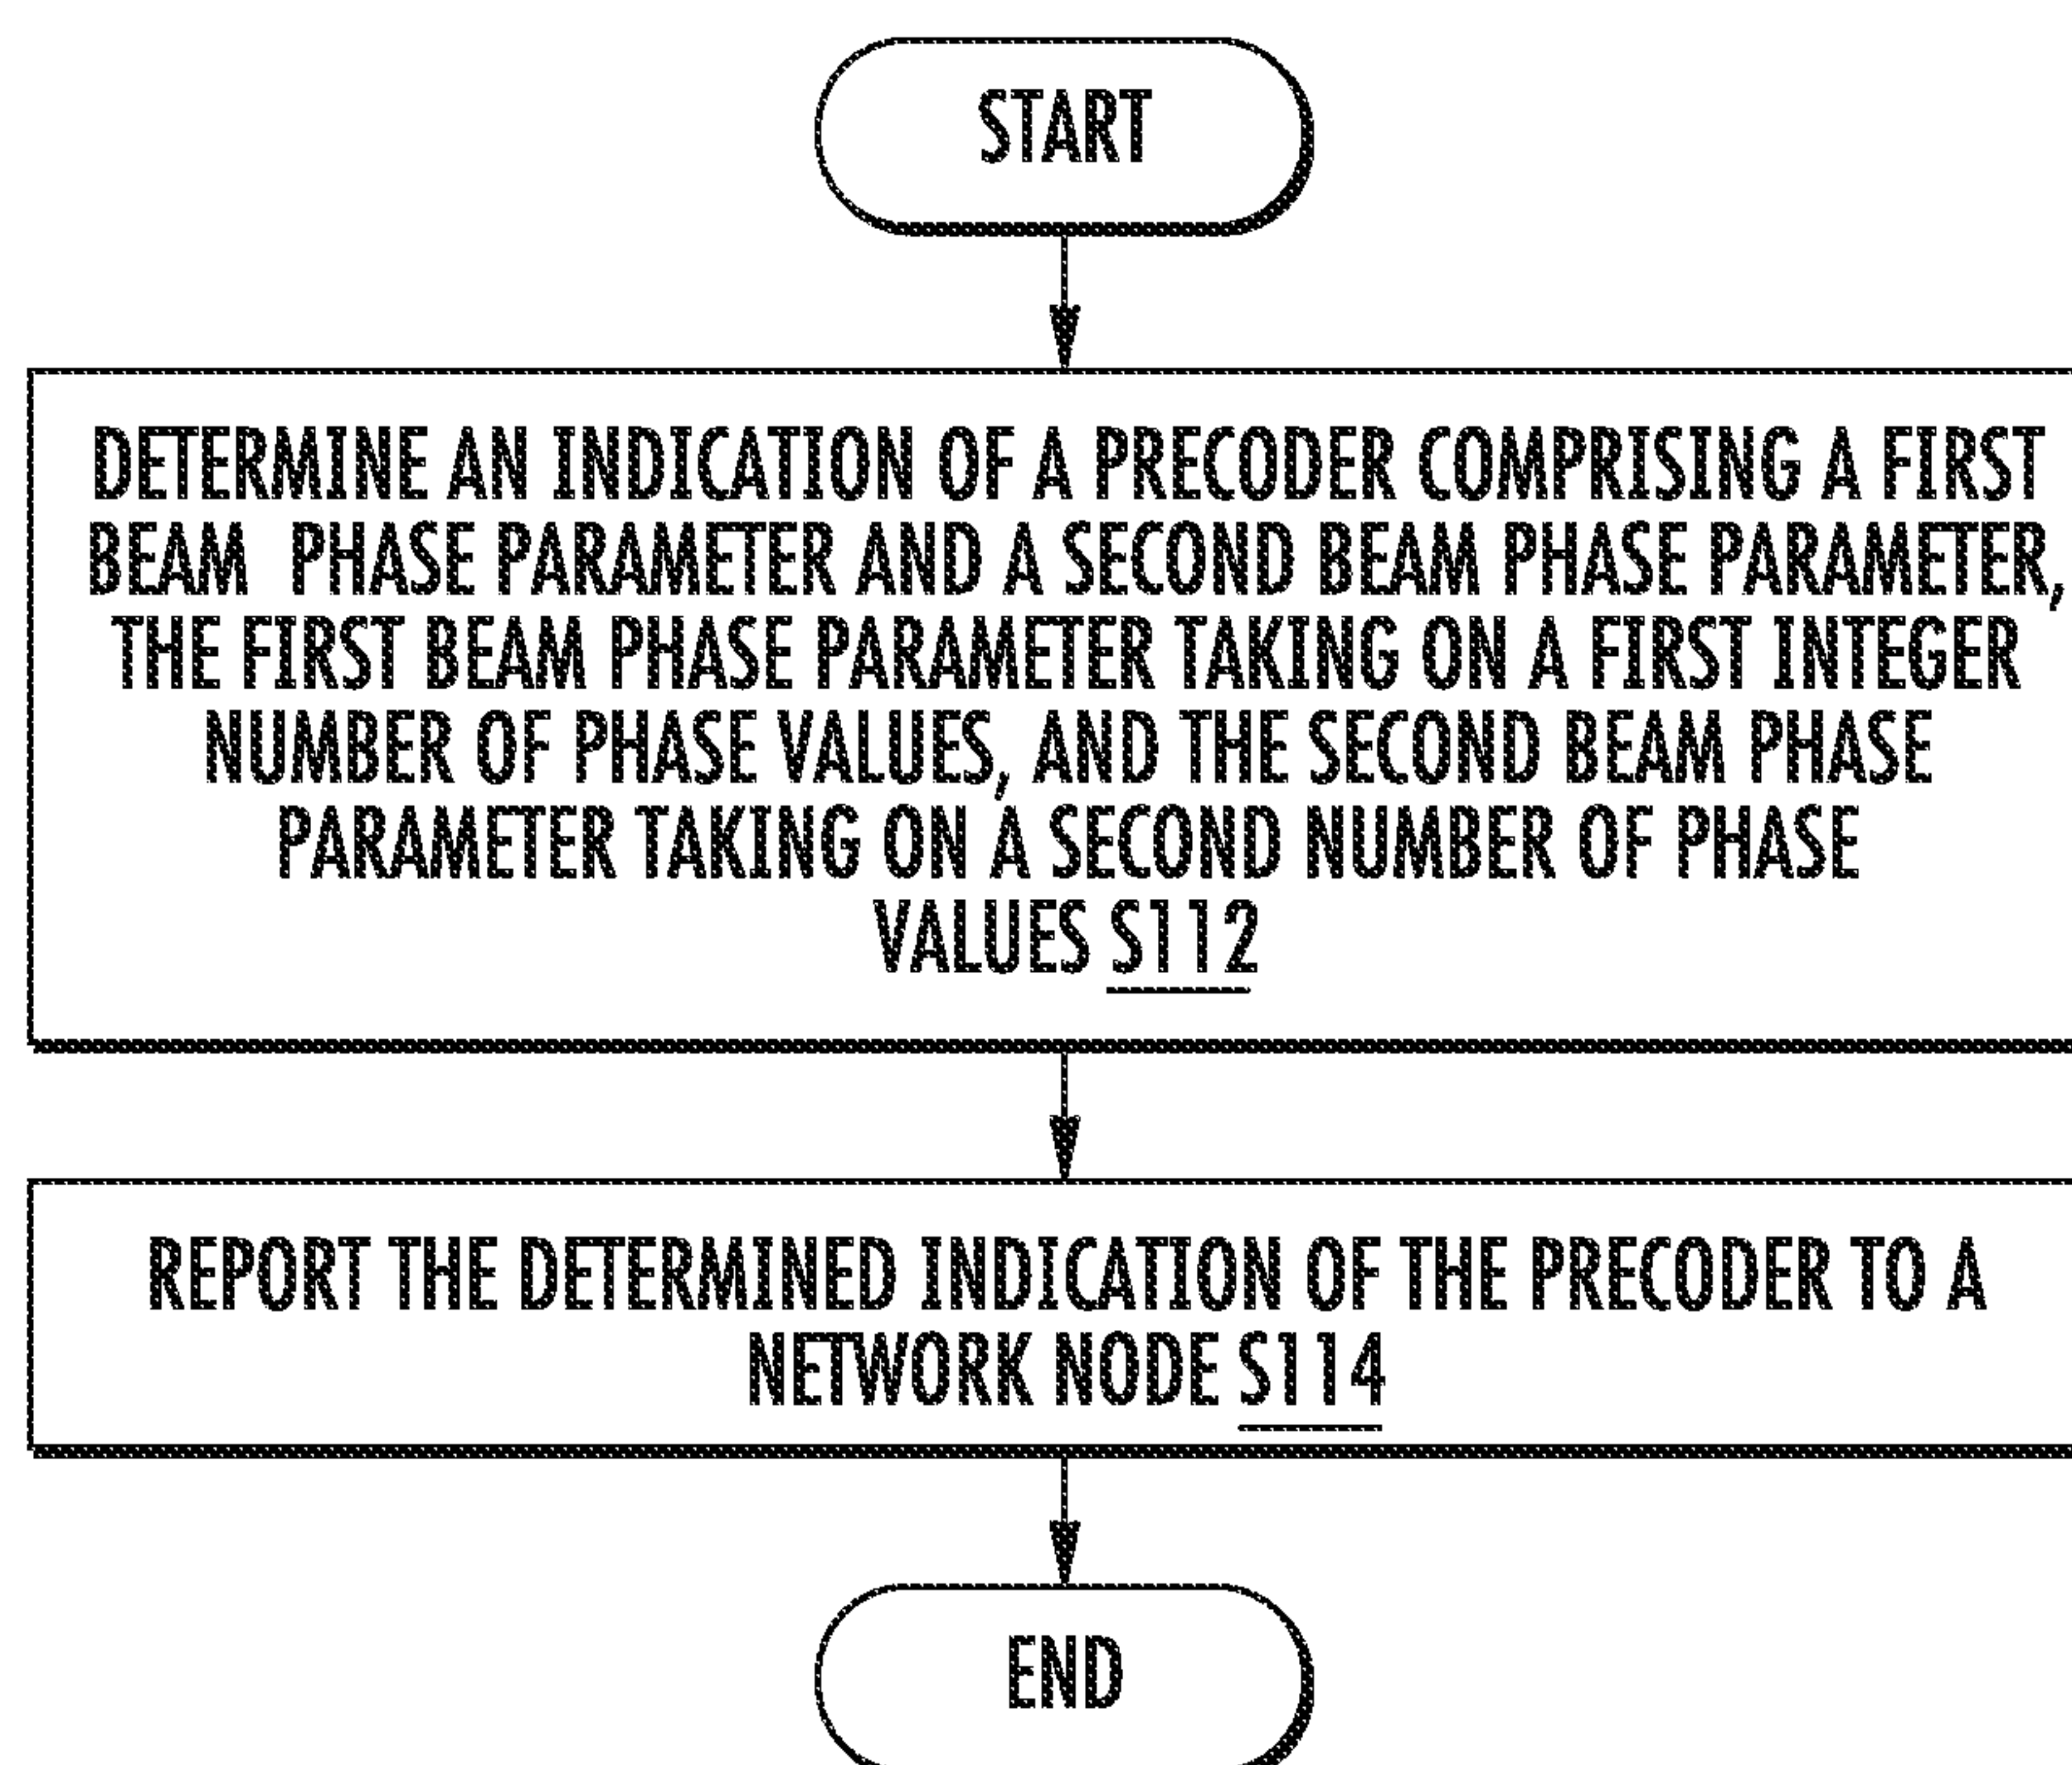 START
DETERMINE AN INDICATION OF A PRECODER COMPRISING A FIRST
BEAM PHASE PARAMETER AND A SECOND BEAM PHASE PARAMETER,
THE FIRST BEAM PHASE PARAMETER TAKING ON A FIRST INTEGER
NUMBER OF PHASE VALUES, AND THE SECOND BEAM PHASE
PARAMETER TAKING ON A SECOND NUMBER OF PHASE
VALUES S112
REPORT THE DETERMINED INDICATION OF THE PRECODER TO A
NETWORK NODE S114
END